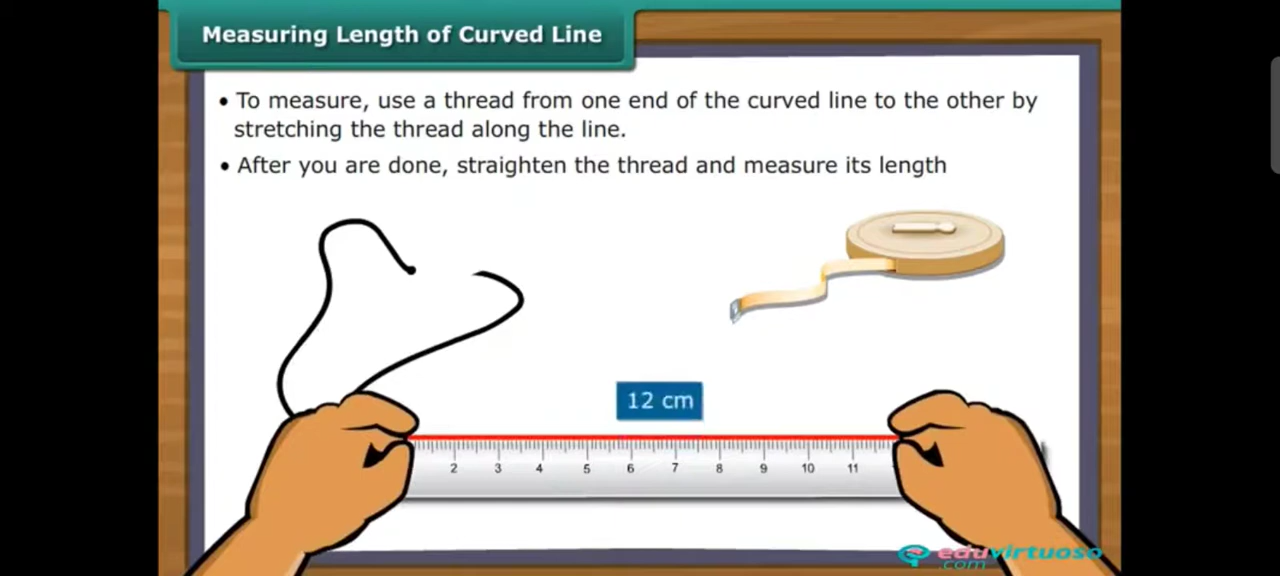 Measuring Length of Curved Line
• To measure, use a thread from one end of the curved line to the other by
stretching the thread along the line.
• After you are done, straighten the thread and measure its length
12 cm
2 3 4 5 6 7 8 9 10 11
eduvirtuoso
com